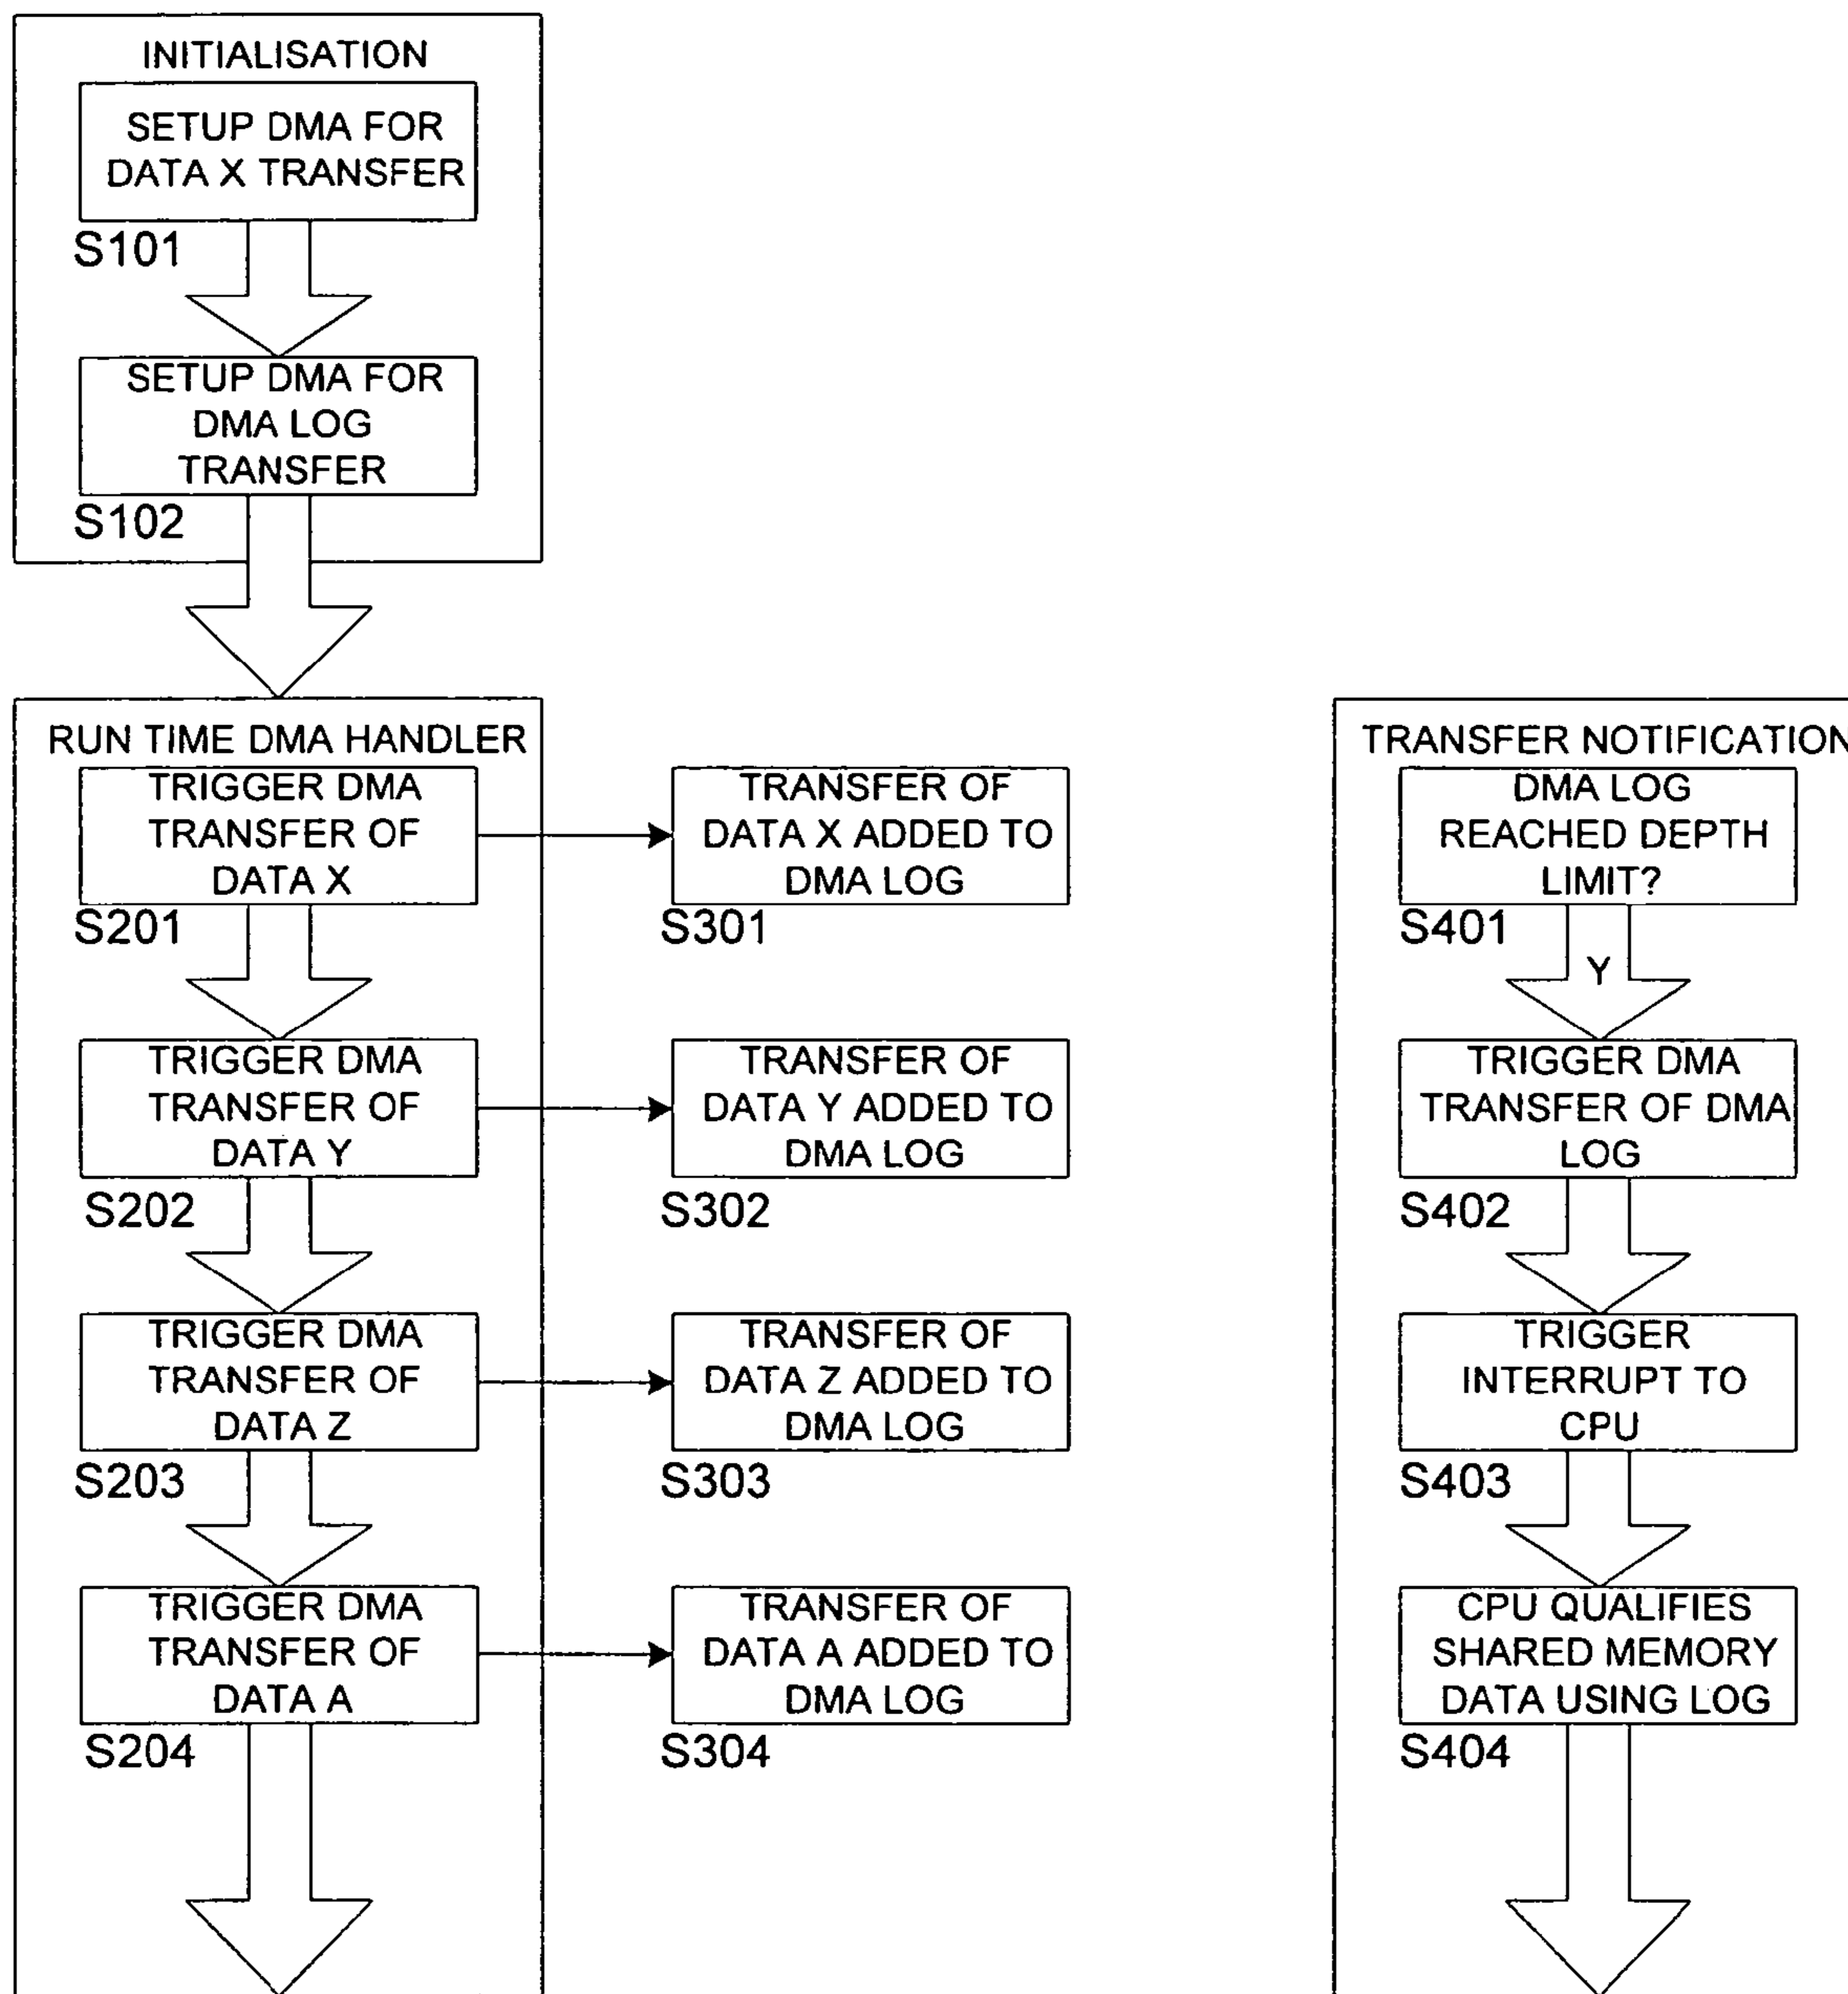 INITIALISATION
SETUP DMA FOR
DATA X TRANSFER
S101
SETUP DMA FOR
DMA LOG
TRANSFER
S102
RUN TIME DMA HANDLER
TRIGGER DMA
TRANSFER OF
DATA X
S201
TRANSFER OF
DATA X ADDED TO
DMA LOG
S301
TRIGGER DMA
TRANSFER OF
DATA Y
S202
TRANSFER OF
DATA Y ADDED TO
DMA LOG
S302
TRIGGER DMA
TRANSFER OF
DATA Z
S203
TRANSFER OF
DATA Z ADDED TO
DMA LOG
S303
TRIGGER DMA
TRANSFER OF
DATA A
S204
TRANSFER OF
DATA A ADDED TO
DMA LOG
S304
TRANSFER NOTIFICATION
DMA LOG
REACHED DEPTH
LIMIT?
S401
Y
TRIGGER DMA
TRANSFER OF DMA
LOG
S402
TRIGGER
INTERRUPT TO
CPU
S403
CPU QUALIFIES
SHARED MEMORY
DATA USING LOG
S404